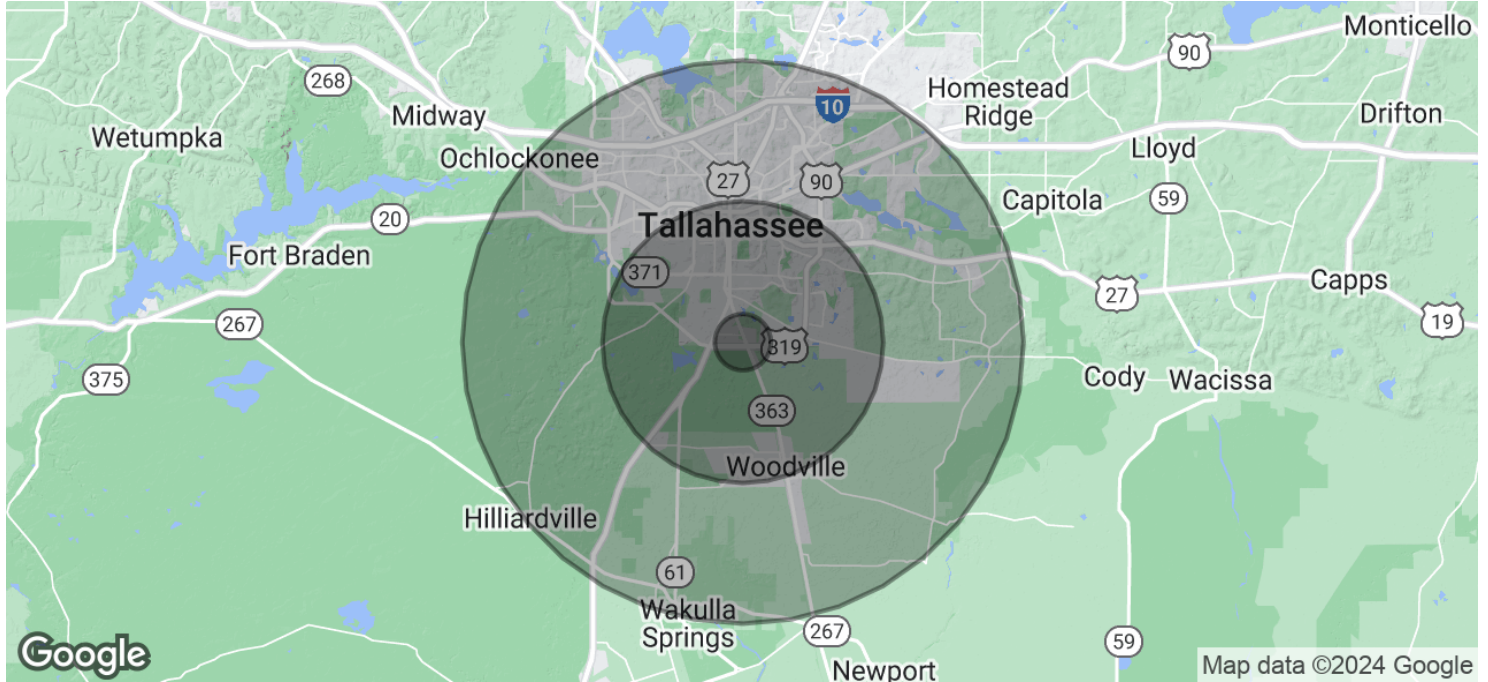 Monticello
90
268
Homestead
Ridge
10
Midway
Drifton
Wetumpka
Lloyd
Ochlockonee
27
90
59
Capitola
20
Tallahassee
Fort Braden
371
Capps
27
267
19
319
375
Cody
Wacissa
363
Woodville
Hilliardville
61
Wakulla
Springs
267
59
Newport
Google
Map data ©2024 Google